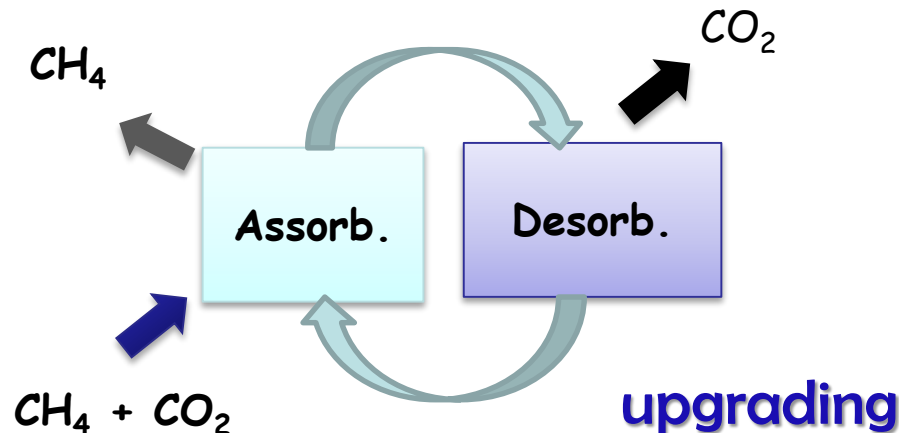 CO₂
CH₄
Assorb.
Desorb.
CH₄ + CO₂
upgrading